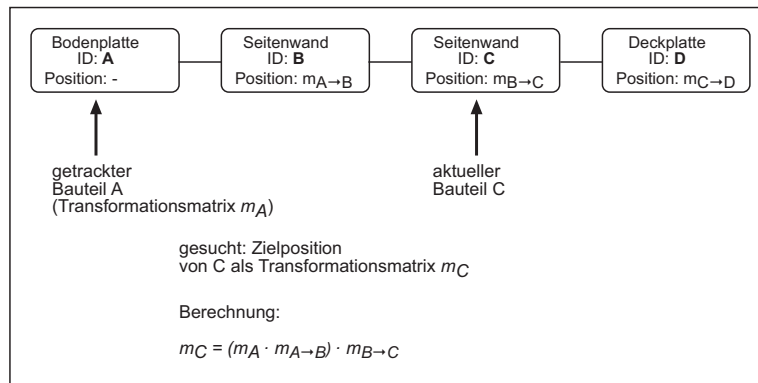 Bodenplatte
ID: A
Position: -
Seitenwand
ID: B
Position: mA→B
Seitenwand
ID: C
Position: mB→C
Deckplatte
ID: D
Position: mC→D
getrackter
Bauteil A
(Transformationsmatrix mA)
aktueller
Bauteil C
gesucht: Zielposition
von C als Transformationsmatrix mC
Berechnung:
mC = (mA · mA→B) · mB→C